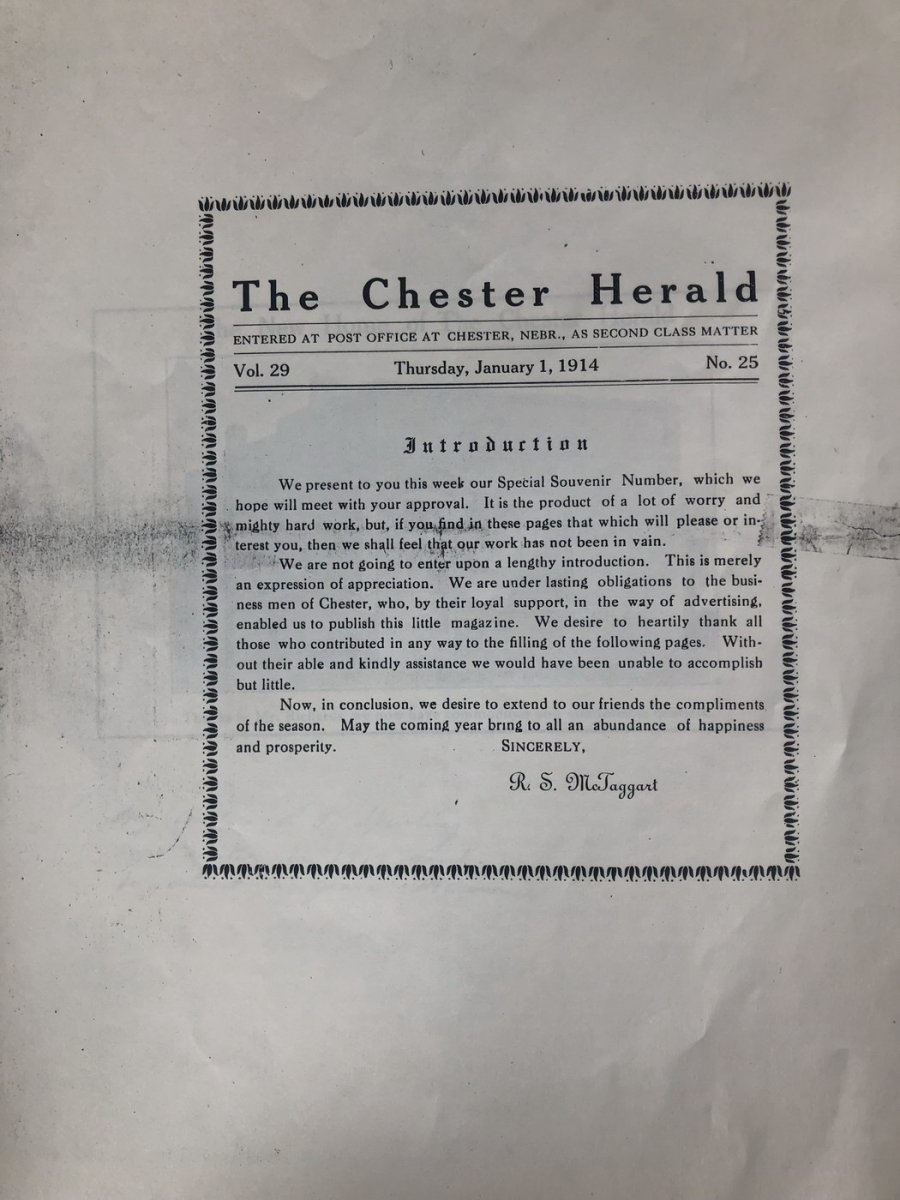 The Chester Herald
ENTERED AT POST OFFICE AT CHESTER, NEBR., AS SECOND CLASS MATTER
Vol. 29 Thursday, January 1, 1914 No. 25
Introduction
We present to you this week our Special Souvenir Number, which we
hope will meet with your approval. It is the product of a lot of worry and
mighty hard work, but, if you find in these pages that which will please or in-
terest you, then we shall feel that our work has not been in vain.
We are not going to enter upon a lengthy introduction. This is merely
an expression of appreciation. We are under lasting obligations to the busi-
ness men of Chester, who, by their loyal support, in the way of advertising,
enabled us to publish this little magazine. We desire to heartily thank all
those who contributed in any way to the filling of the following pages. With-
out their able and kindly assistance we would have been unable to accomplish
but little.
Now, in conclusion, we desire to extend to our friends the compliments
of the season. May the coming year bring to all an abundance of happiness
and prosperity. SINCERELY,
R. S. McTaggart